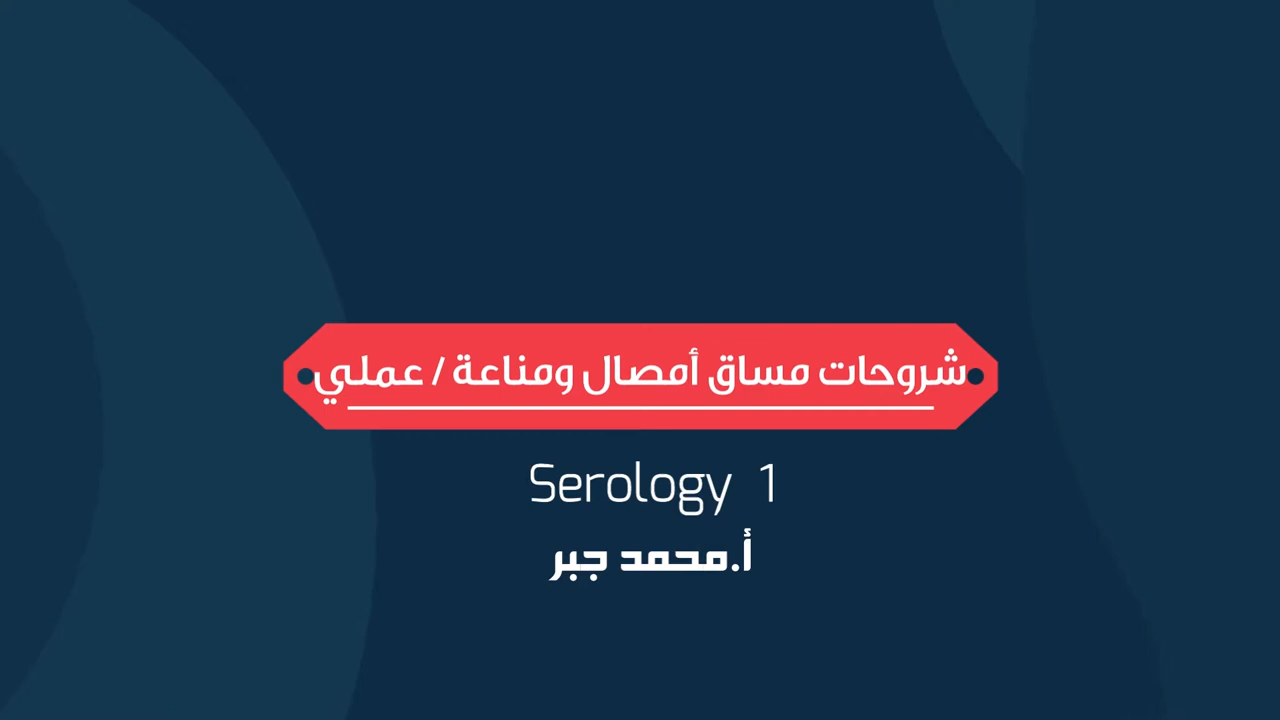 شروحات مساق أمصال ومناعة / عملي
Serology 1
أ.محمد جبر